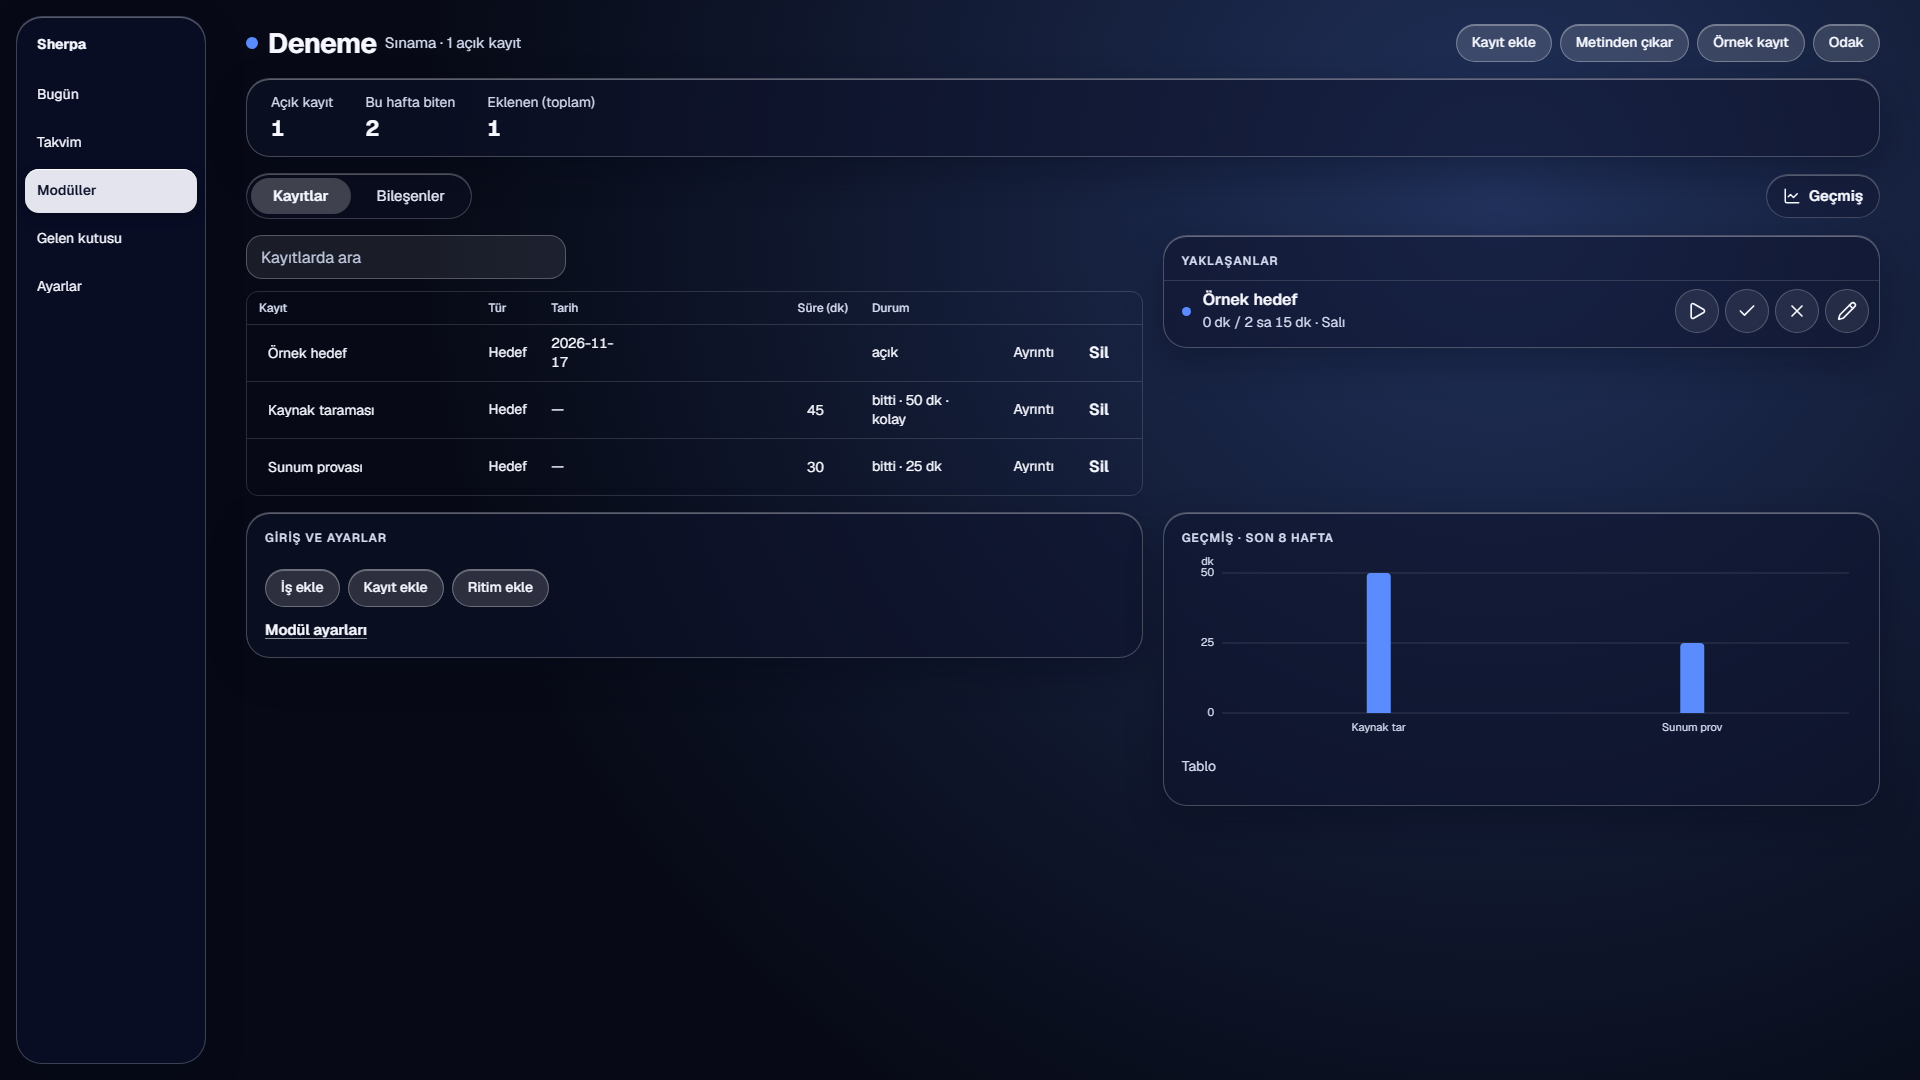 Sherpa
Bugün
Takvim
Modüller
Gelen kutusu
Ayarlar
Deneme Sınama · 1 açık kayıt
Kayıt ekle
Metinden çıkar
Örnek kayıt
Odak
Açık kayıt
1
Bu hafta biten
2
Eklenen (toplam)
1
Kayıtlar
Bileşenler
Geçmiş
Kayıtlarda ara
Kayıt Tür Tarih Süre (dk) Durum
Örnek hedef Hedef 2026-11-
17 açık Ayrıntı Sil
Kaynak taraması Hedef — 45 bitti · 50 dk ·
kolay Ayrıntı Sil
Sunum provası Hedef — 30 bitti · 25 dk Ayrıntı Sil
YAKLAŞANLAR
Örnek hedef
0 dk / 2 sa 15 dk · Salı
GİRİŞ VE AYARLAR
İş ekle
Kayıt ekle
Ritim ekle
Modül ayarları
GEÇMİŞ · SON 8 HAFTA
dk
50
25
0
Kaynak tar
Sunum prov
Tablo